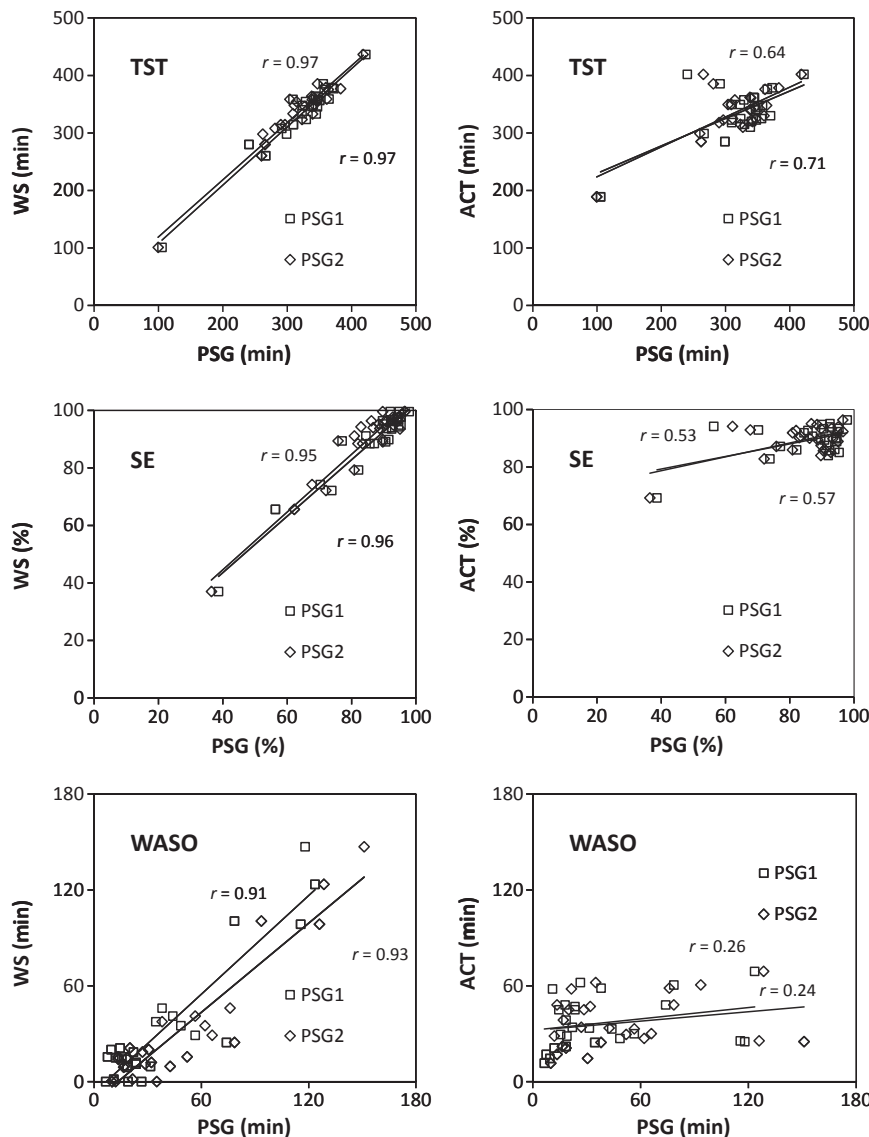 500
400
300
200
100
0
WS (min)
TST
r = 0.97
r = 0.97
PSG1
PSG2
0 100 200 300 400 500
PSG (min)
500
400
300
200
100
0
ACT (min)
TST
r = 0.64
r = 0.71
PSG1
PSG2
0 100 200 300 400 500
PSG (min)
100
80
60
40
20
0
WS (%)
SE
r = 0.95
r = 0.96
PSG1
PSG2
0 20 40 60 80 100
PSG (%)
100
80
60
40
20
0
ACT (%)
SE
r = 0.53
r = 0.57
PSG1
PSG2
0 20 40 60 80 100
PSG (%)
180
120
60
0
WS (min)
WASO
r = 0.91
r = 0.93
PSG1
PSG2
0 60 120 180
PSG (min)
180
120
60
0
ACT (min)
WASO
PSG1
PSG2
r = 0.26
r = 0.24
0 60 120 180
PSG (min)